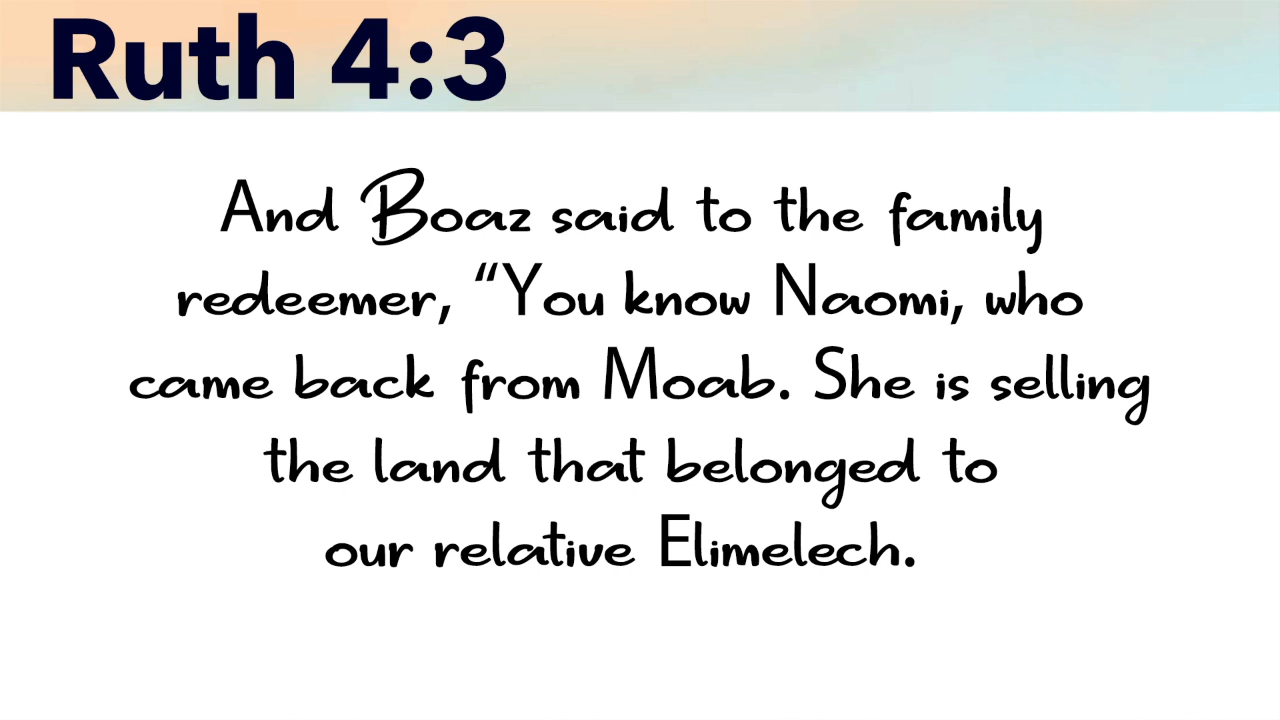 Ruth 4:3
And Boaz said to the family
redeemer, “You know Naomi, who
came back from Moab. She is selling
the land that belonged to
our relative Elimelech.